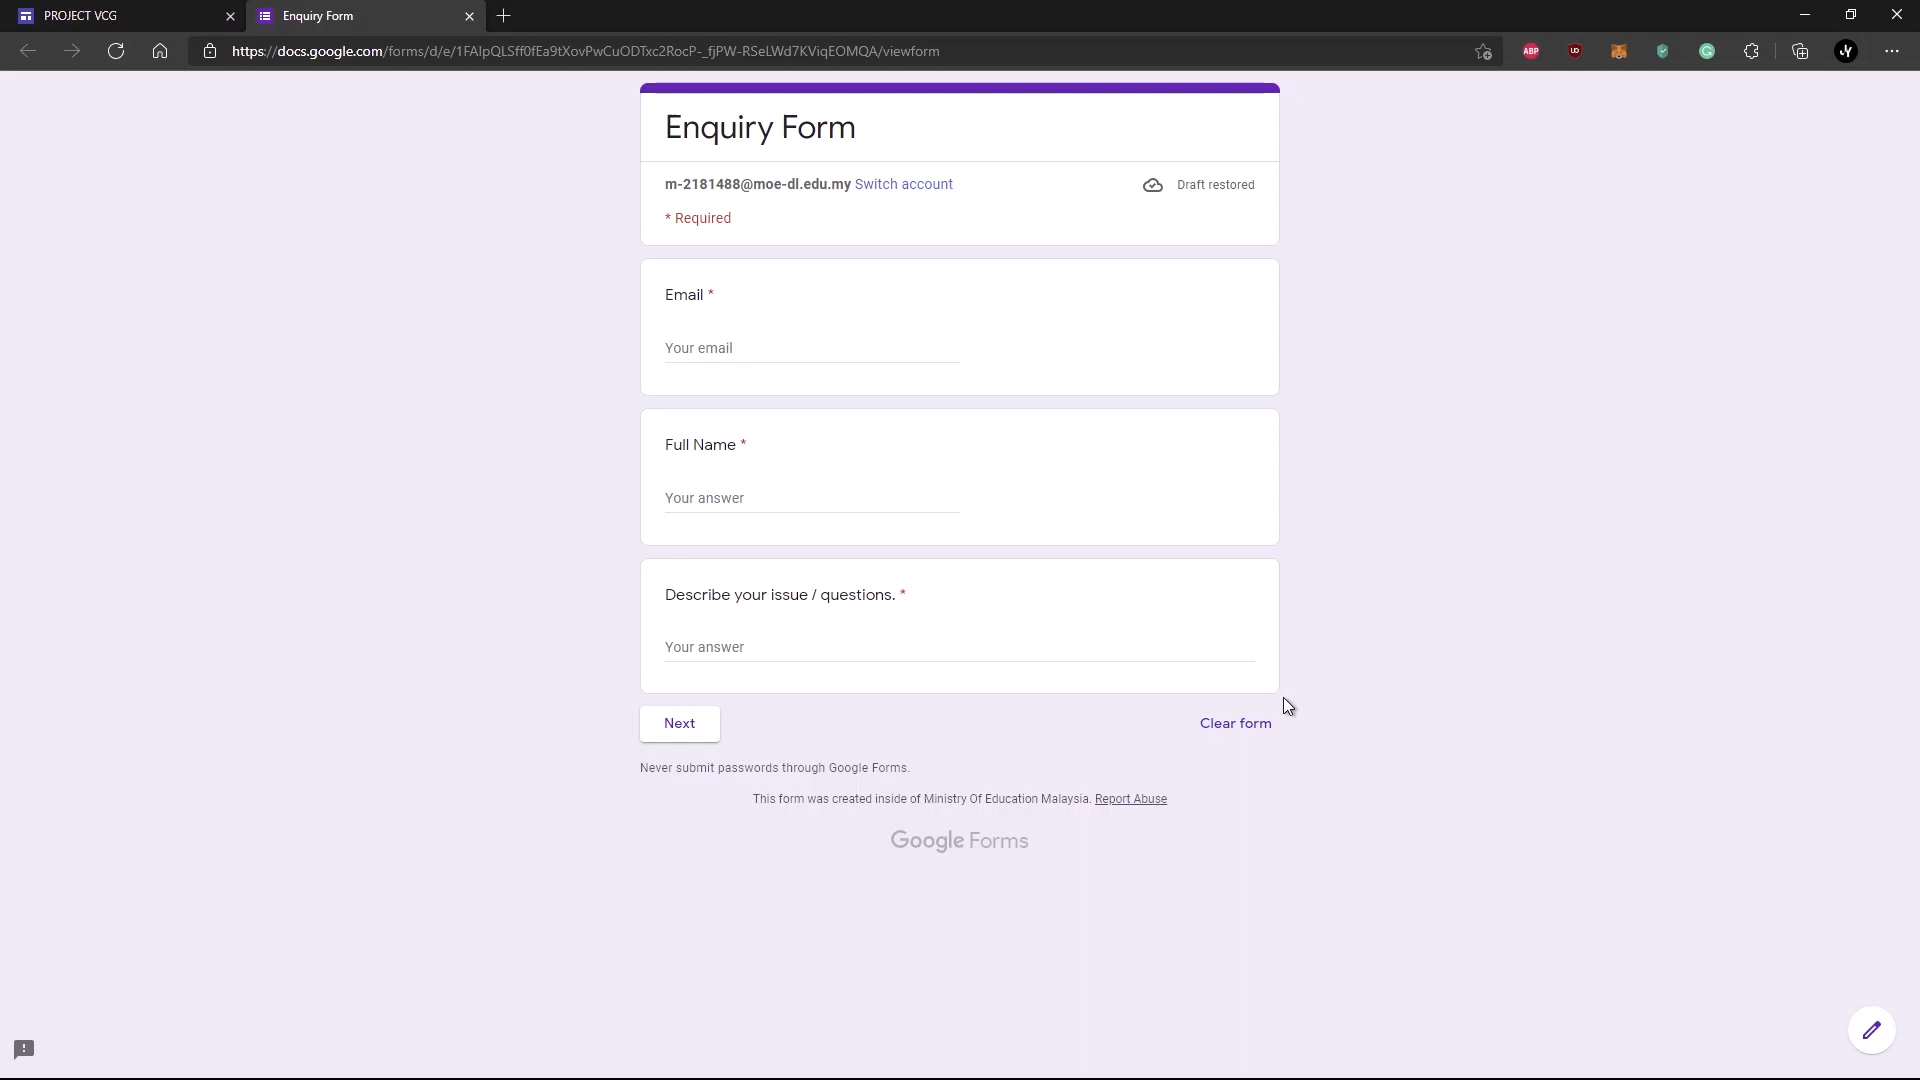 PROJECT VCG
Enquiry Form
https://docs.google.com/forms/d/e/1FAIpQLSff0fEa9tXovPwCuODTxc2RocP-_fjPW-RSeLWd7KViqEOMQA/viewform
ABP
UD
JY
Enquiry Form
m-2181488@moe-dl.edu.my Switch account
Draft restored
* Required
Email *
Your email
Full Name *
Your answer
Describe your issue / questions. *
Your answer
Next
Clear form
Never submit passwords through Google Forms.
This form was created inside of Ministry Of Education Malaysia. Report Abuse
Google Forms